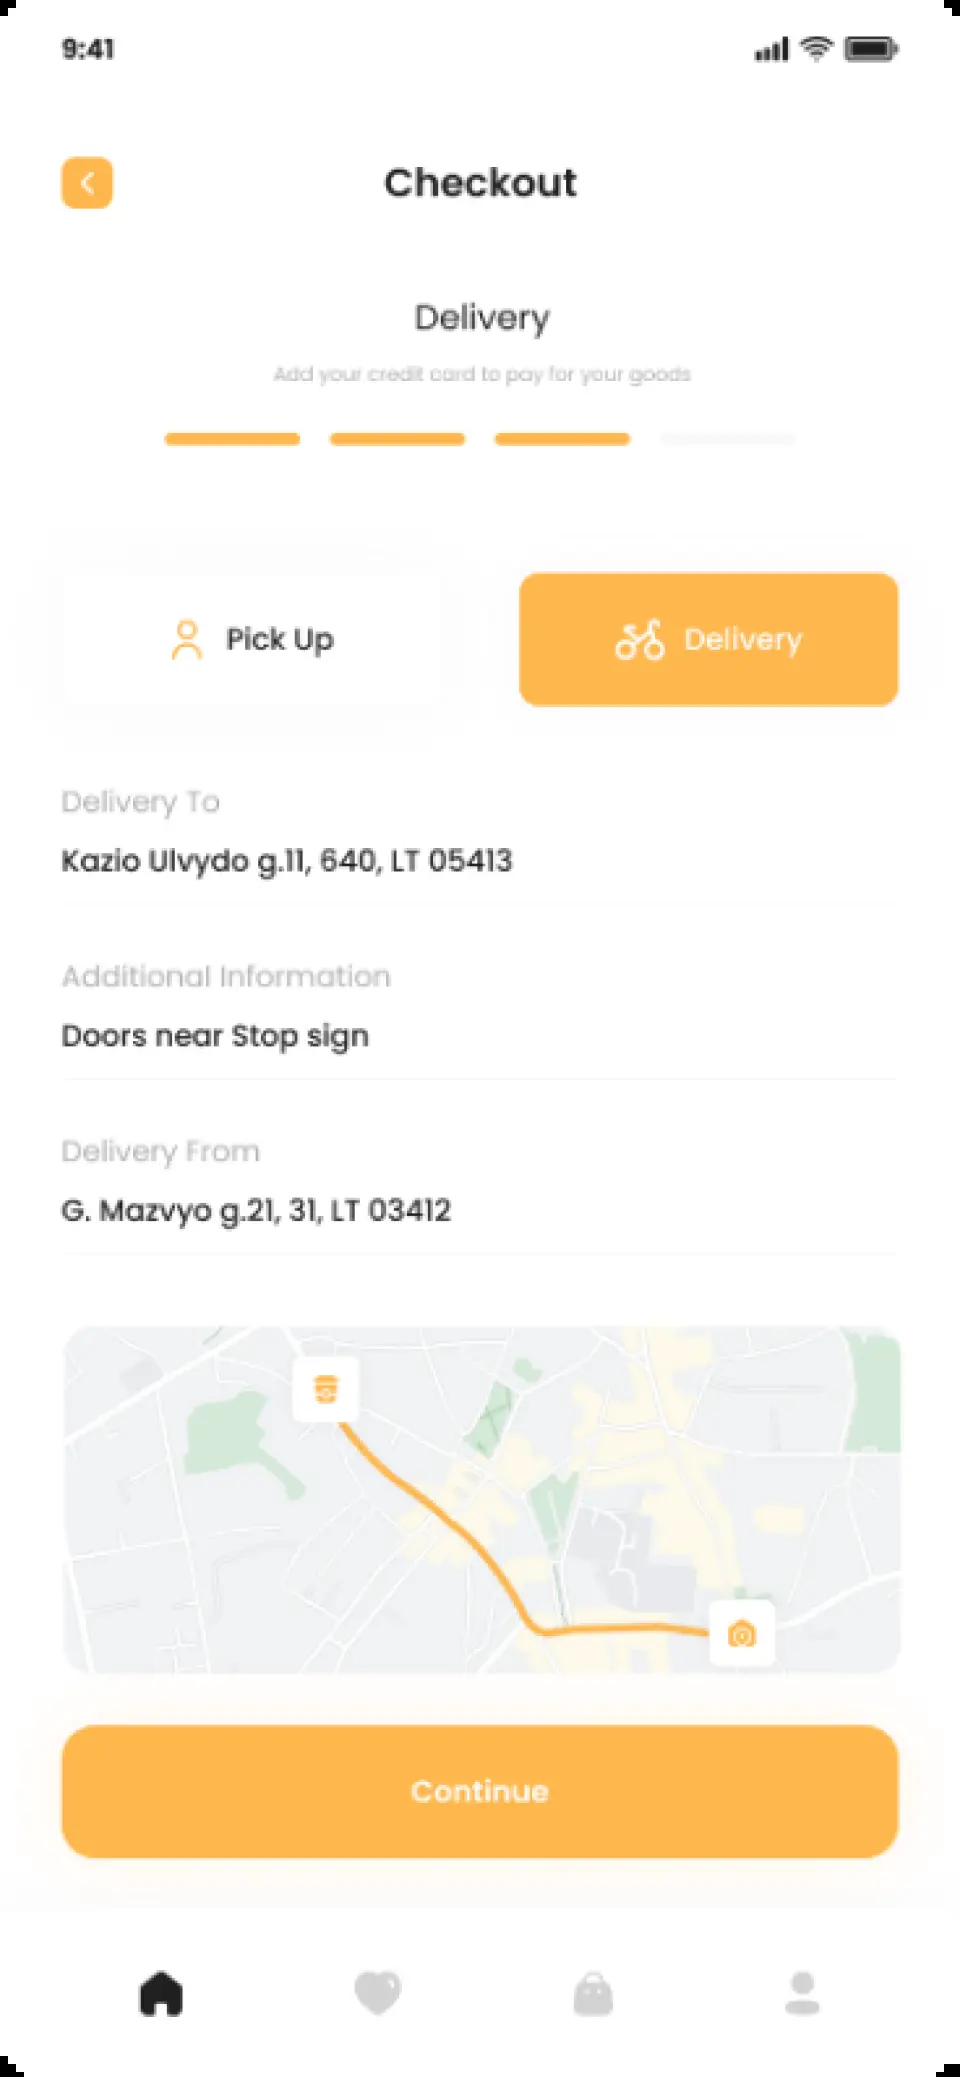 9:41
Checkout
Delivery
Add your credit card to pay for your goods
Pick Up
Delivery
Delivery To
Kazio Ulvydo g.11, 640, LT 05413
Additional Information
Doors near Stop sign
Delivery From
G. Mazvyo g.21, 31, LT 03412
Continue